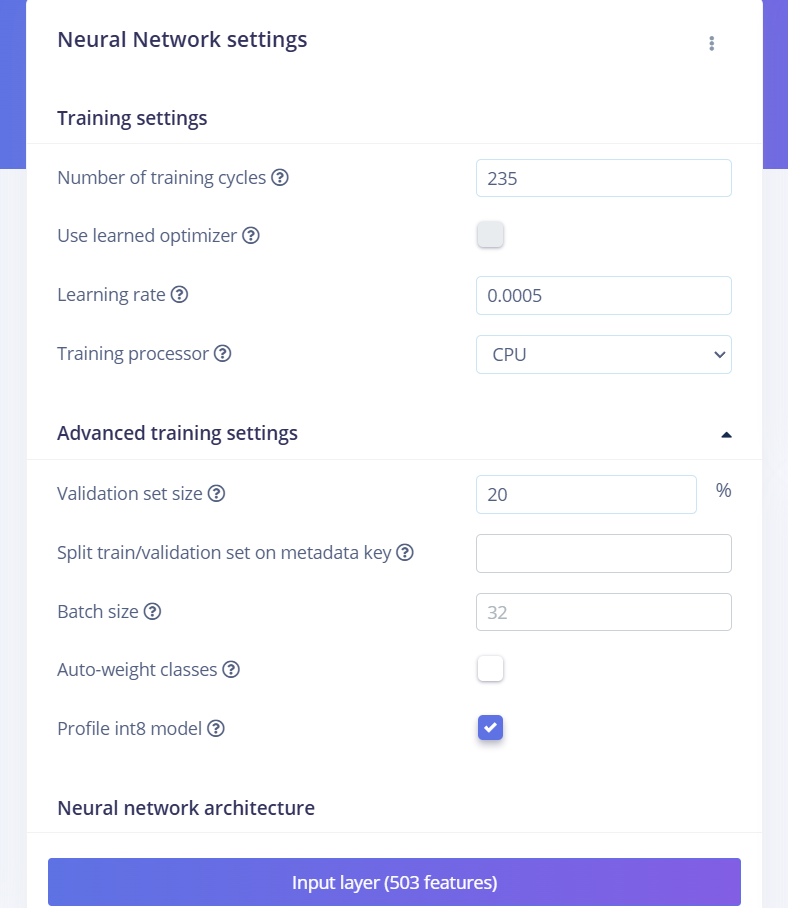 Neural Network settings
Training settings
Number of training cycles
235
Use learned optimizer
Learning rate
0.0005
Training processor
CPU
Advanced training settings
Validation set size
20
%
Split train/validation set on metadata key
Batch size
32
Auto-weight classes
Profile int8 model
Neural network architecture
Input layer (503 features)